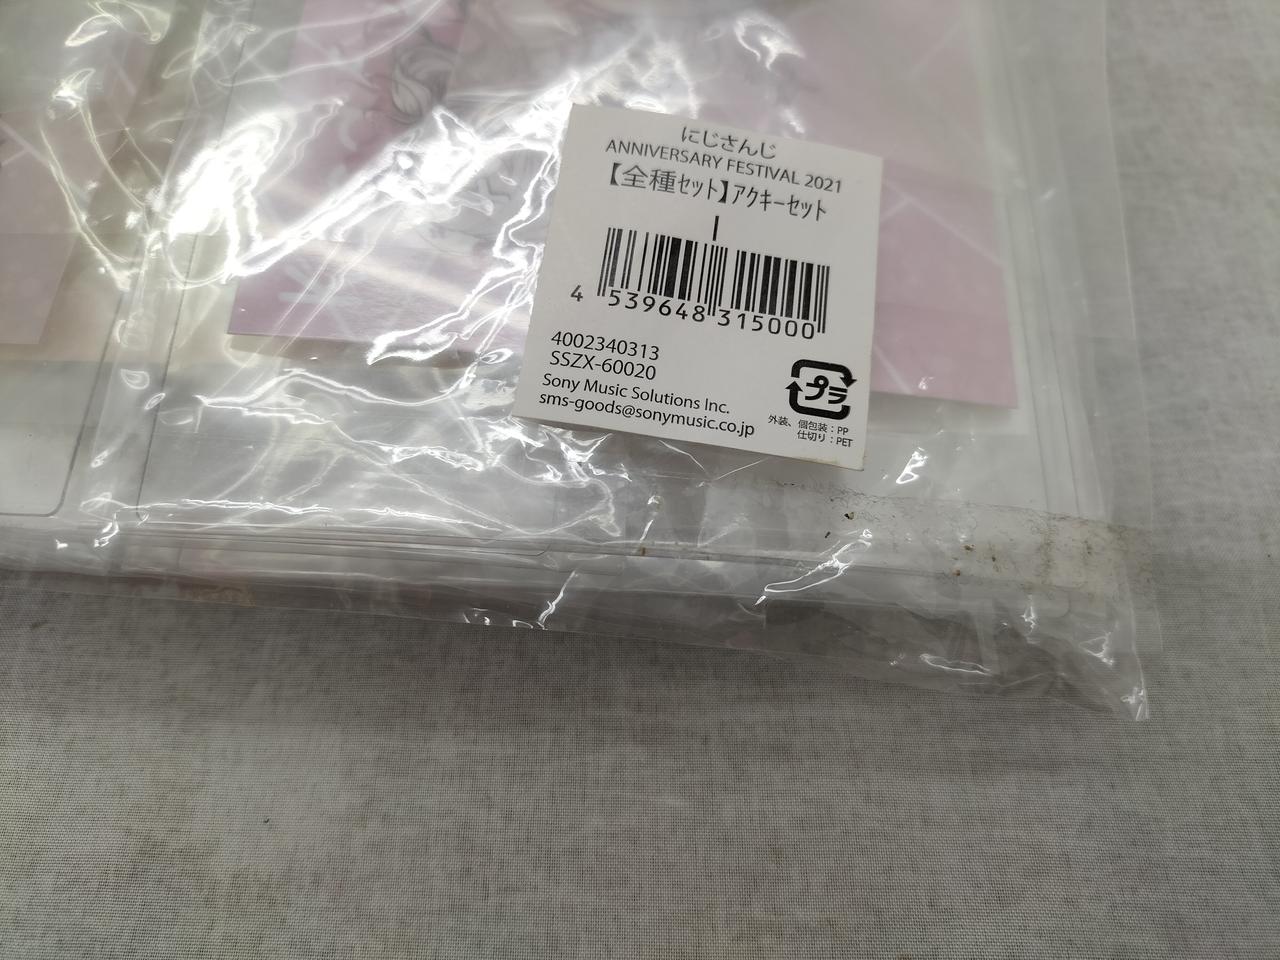 にじさんじ
ANNIVERSARY FESTIVAL 2021
【全種セット】アクキーセット
4 539648 315000
4002340313
SSZX-60020
Sony Music Solutions Inc.
sms-goods@sonymusic.co.jp
プラ
外装、個包装：PP
仕切り：PET